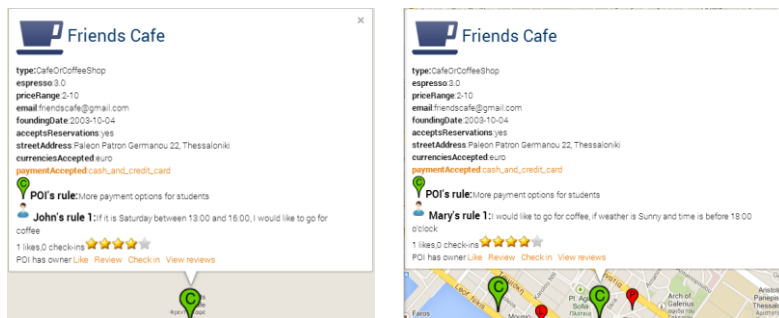 Friends Cafe
×
type:CafeOrCoffeeShop
espresso:3.0
priceRange:2-10
email:friendscafe@gmail.com
foundingDate:2003-10-04
acceptsReservations:yes
streetAddress:Paleon Patron Germanou 22, Thessaloniki
currenciesAccepted:euro
paymentAccepted:cash_and_credit_card
C POI's rule:More payment options for students
John's rule 1:If it is Saturday between 13:00 and 16:00, I would like to go for
coffee
1 likes,0 check-ins
POI has owner Like Review Check in View reviews
C
Friends Cafe
type:CafeOrCoffeeShop
espresso:3.0
priceRange:2-10
email:friendscafe@gmail.com
foundingDate:2003-10-04
acceptsReservations:yes
streetAddress:Paleon Patron Germanou 22, Thessaloniki
currenciesAccepted:euro
paymentAccepted:cash_and_credit_card
C POI's rule:More payment options for students
Mary's rule 1:I would like to go for coffee, if weather is Sunny and time is before 18:00
o'clock
1 likes,0 check-ins
POI has owner Like Review Check in View reviews
C
C
P
L
Faros
Leof. Nikis
Mousio
Arch of
Galerius